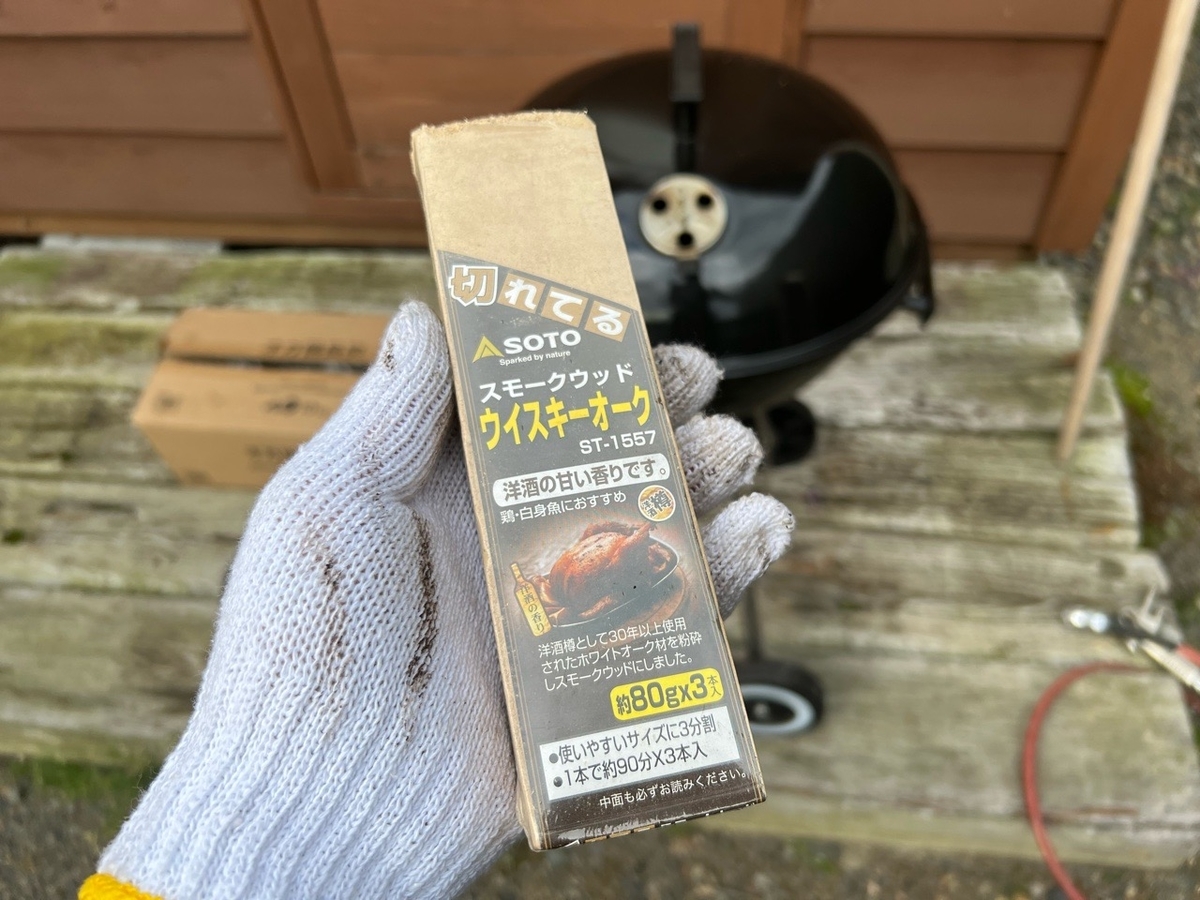 切れてる
SOTO
Sparked by nature
スモークウッド
ウイスキーオーク
ST-1557
洋酒の甘い香りです。
鶏・白身魚におすすめ
洋酒の香り
洋酒樽として30年以上使用
されたホワイトオーク材を粉砕
しスモークウッドにしました。
約80gx3本入
●使いやすいサイズに3分割
●1本で約90分X3本入
中面も必ずお読みください。